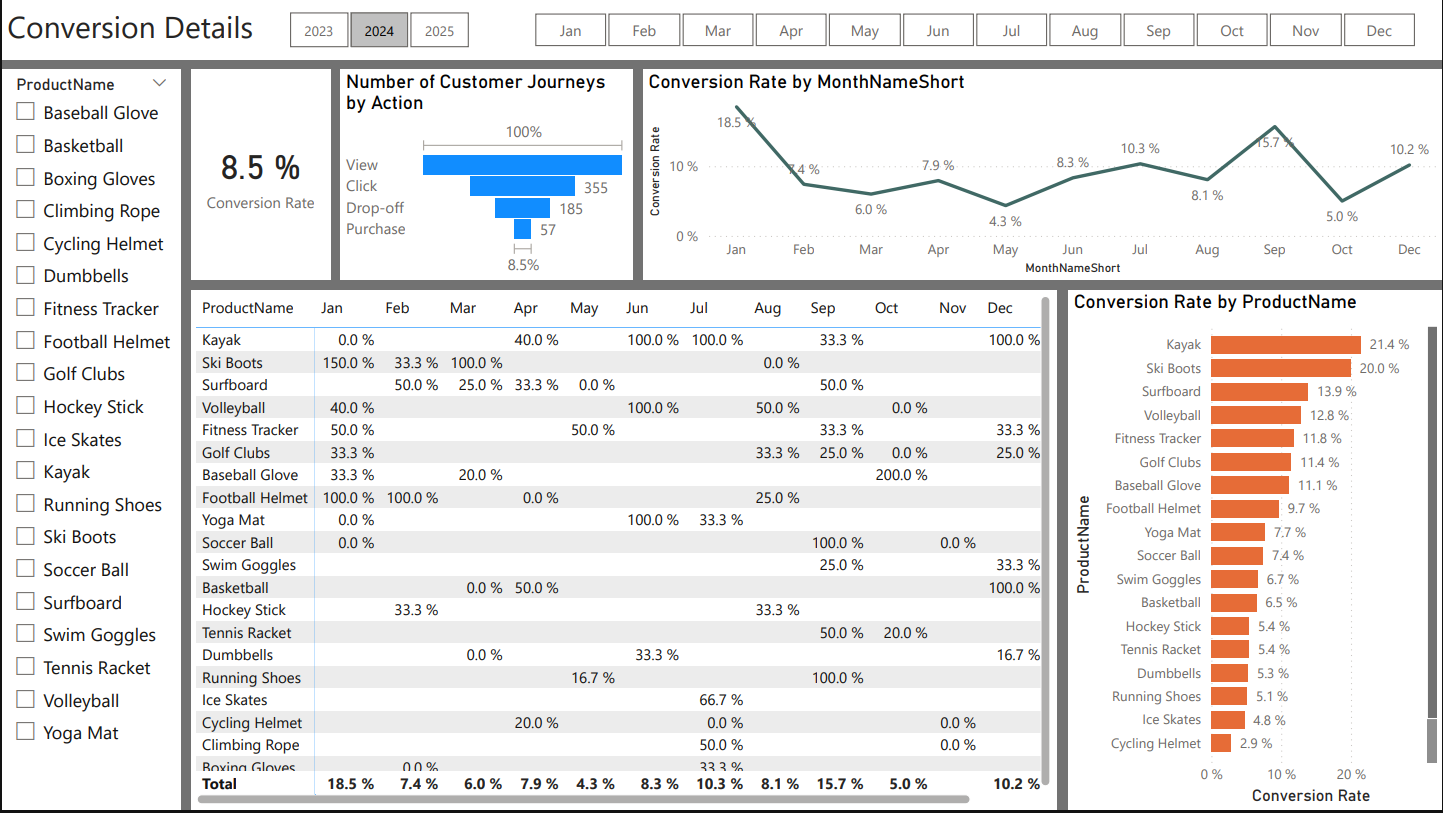 Conversion Details
2023 2024 2025
Jan Feb Mar Apr May Jun Jul Aug Sep Oct Nov Dec
ProductName
Baseball Glove
Basketball
Boxing Gloves
Climbing Rope
Cycling Helmet
Dumbbells
Fitness Tracker
Football Helmet
Golf Clubs
Hockey Stick
Ice Skates
Kayak
Running Shoes
Ski Boots
Soccer Ball
Surfboard
Swim Goggles
Tennis Racket
Volleyball
Yoga Mat
8.5 %
Conversion Rate
Number of Customer Journeys
by Action
100%
View
Click 355
Drop-off 185
Purchase 57
8.5%
Conversion Rate by MonthNameShort
Conversion Rate
10 %
0 %
18.5 % 7.4 % 6.0 % 7.9 % 4.3 % 8.3 % 10.3 % 8.1 % 15.7 % 5.0 % 10.2 %
Jan Feb Mar Apr May Jun Jul Aug Sep Oct Dec
MonthNameShort
ProductName Jan Feb Mar Apr May Jun Jul Aug Sep Oct Nov Dec
Kayak 0.0 % 40.0 % 100.0 % 100.0 % 33.3 % 100.0 %
Ski Boots 150.0 % 33.3 % 100.0 % 0.0 %
Surfboard 50.0 % 25.0 % 33.3 % 0.0 % 50.0 %
Volleyball 40.0 % 100.0 % 50.0 % 0.0 %
Fitness Tracker 50.0 % 50.0 % 33.3 % 33.3 %
Golf Clubs 33.3 % 33.3 % 25.0 % 0.0 % 25.0 %
Baseball Glove 33.3 % 20.0 % 200.0 %
Football Helmet 100.0 % 100.0 % 0.0 % 25.0 %
Yoga Mat 0.0 % 100.0 % 33.3 %
Soccer Ball 0.0 % 100.0 % 0.0 %
Swim Goggles 25.0 % 33.3 %
Basketball 0.0 % 50.0 % 100.0 %
Hockey Stick 33.3 % 33.3 %
Tennis Racket 50.0 % 20.0 %
Dumbbells 0.0 % 33.3 % 16.7 %
Running Shoes 16.7 % 100.0 %
Ice Skates 66.7 %
Cycling Helmet 20.0 % 0.0 % 0.0 %
Climbing Rope 50.0 % 0.0 %
Boxing Gloves 0.0 % 33.3 %
Total 18.5 % 7.4 % 6.0 % 7.9 % 4.3 % 8.3 % 10.3 % 8.1 % 15.7 % 5.0 % 10.2 %
Conversion Rate by ProductName
ProductName
Kayak 21.4 %
Ski Boots 20.0 %
Surfboard 13.9 %
Volleyball 12.8 %
Fitness Tracker 11.8 %
Golf Clubs 11.4 %
Baseball Glove 11.1 %
Football Helmet 9.7 %
Yoga Mat 7.7 %
Soccer Ball 7.4 %
Swim Goggles 6.7 %
Basketball 6.5 %
Hockey Stick 5.4 %
Tennis Racket 5.4 %
Dumbbells 5.3 %
Running Shoes 5.1 %
Ice Skates 4.8 %
Cycling Helmet 2.9 %
0 % 10 % 20 %
Conversion Rate